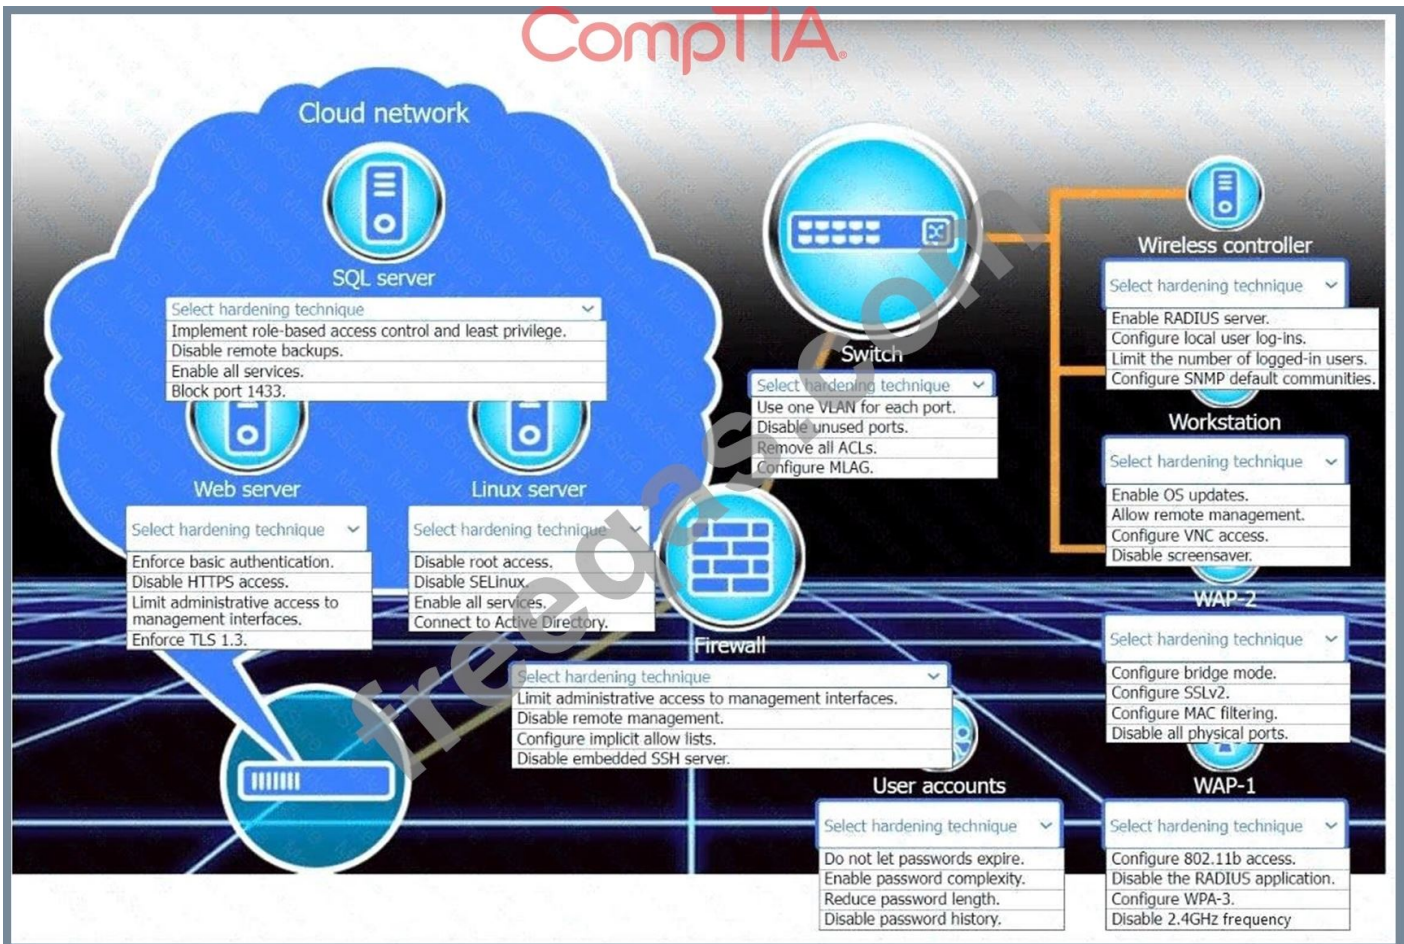 CompTIA.
Cloud network
SQL server
Select hardening technique
Implement role-based access control and least privilege.
Disable remote backups.
Enable all services.
Block port 1433.
Web server
Select hardening technique
Enforce basic authentication.
Disable HTTPS access.
Limit administrative access to
management interfaces.
Enforce TLS 1.3.
Linux server
Select hardening technique
Disable root access.
Disable SELinux.
Enable all services.
Connect to Active Directory.
Switch
Select hardening technique
Use one VLAN for each port.
Disable unused ports.
Remove all ACLs.
Configure MLAG.
Firewall
Select hardening technique
Limit administrative access to management interfaces.
Disable remote management.
Configure implicit allow lists.
Disable embedded SSH server.
Wireless controller
Select hardening technique
Enable RADIUS server.
Configure local user log-ins.
Limit the number of logged-in users.
Configure SNMP default communities.
Workstation
Select hardening technique
Enable OS updates.
Allow remote management.
Configure VNC access.
Disable screensaver.
WAP-2
Select hardening technique
Configure bridge mode.
Configure SSLv2.
Configure MAC filtering.
Disable all physical ports.
User accounts
Select hardening technique
Do not let passwords expire.
Enable password complexity.
Reduce password length.
Disable password history.
WAP-1
Select hardening technique
Configure 802.11b access.
Disable the RADIUS application.
Configure WPA-3.
Disable 2.4GHz frequency
freeqas.com